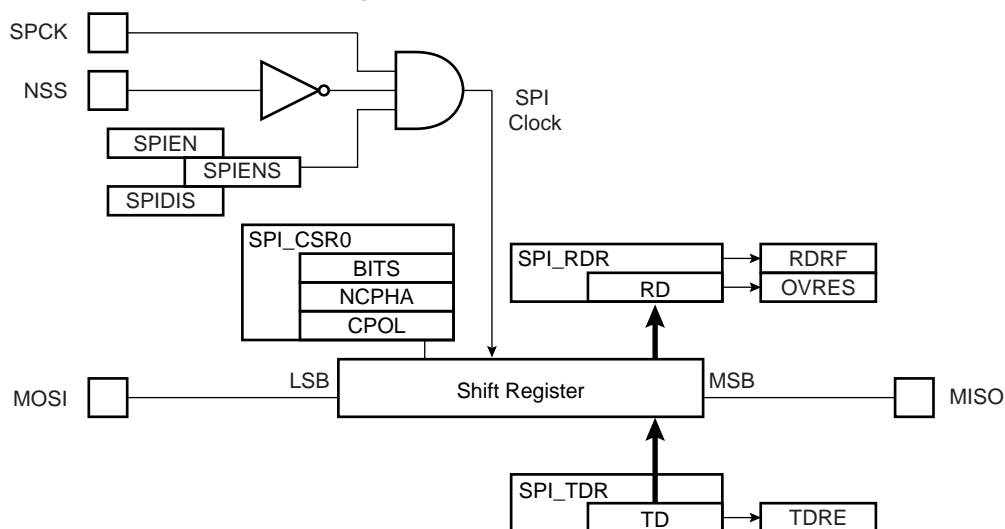 SPCK
NSS
SPI
Clock
SPIEN
SPIENS
SPIDIS
SPI_CSR0
BITS
NCPHA
CPOL
SPI_RDR
RD
RDRF
OVRES
MOSI
LSB
Shift Register
MSB
MISO
SPI_TDR
TD
TDRE